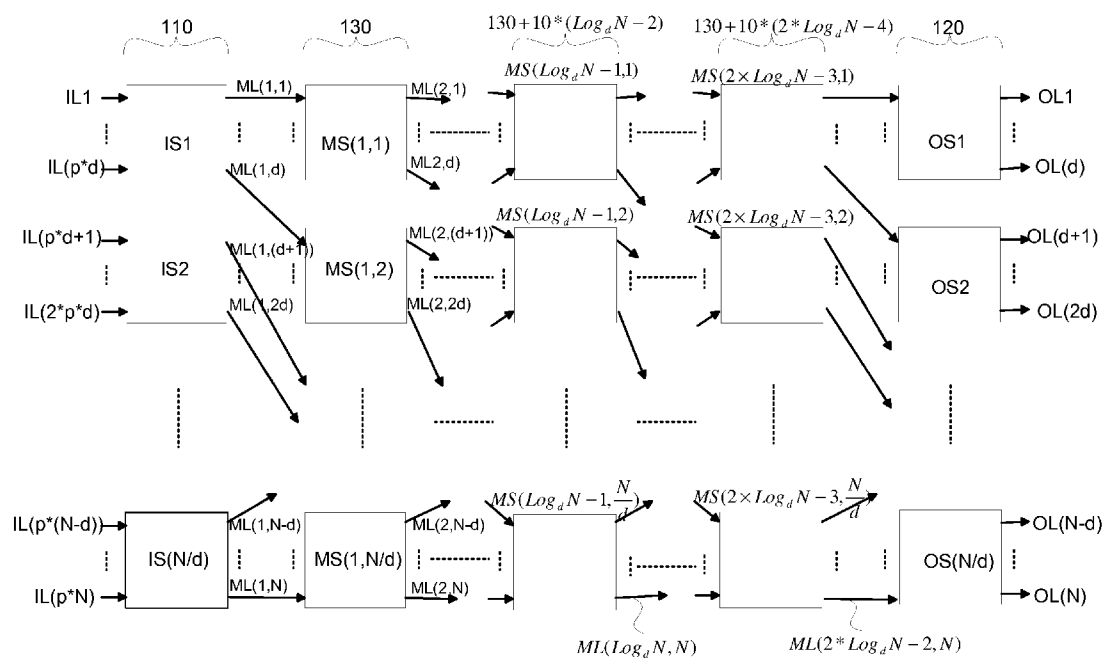 110 130 130+10*(Log_d N−2) 130+10*(2*Log_d N−4) 120
MS(Log_d N−1,1) MS(2×Log_d N−3,1)
IL1 ML(1,1) ML(2,1) OL1
IS1 MS(1,1) OS1
IL(p*d) ML(1,d) ML2,d) OL(d)
MS(Log_d N−1,2) MS(2×Log_d N−3,2)
IL(p*d+1) ML(1,(d+1)) ML(2,(d+1)) OL(d+1)
IS2 MS(1,2) OS2
IL(2*p*d) ML(1,2d) ML(2,2d) OL(2d)
MS(Log_d N−1,N/d) MS(2×Log_d N−3,N/d)
IL(p*(N-d)) ML(1,N-d) ML(2,N-d) OL(N-d)
IS(N/d) MS(1,N/d) OS(N/d)
IL(p*N) ML(1,N) ML(2,N) OL(N)
ML(Log_d N,N) ML(2*Log_d N−2,N)